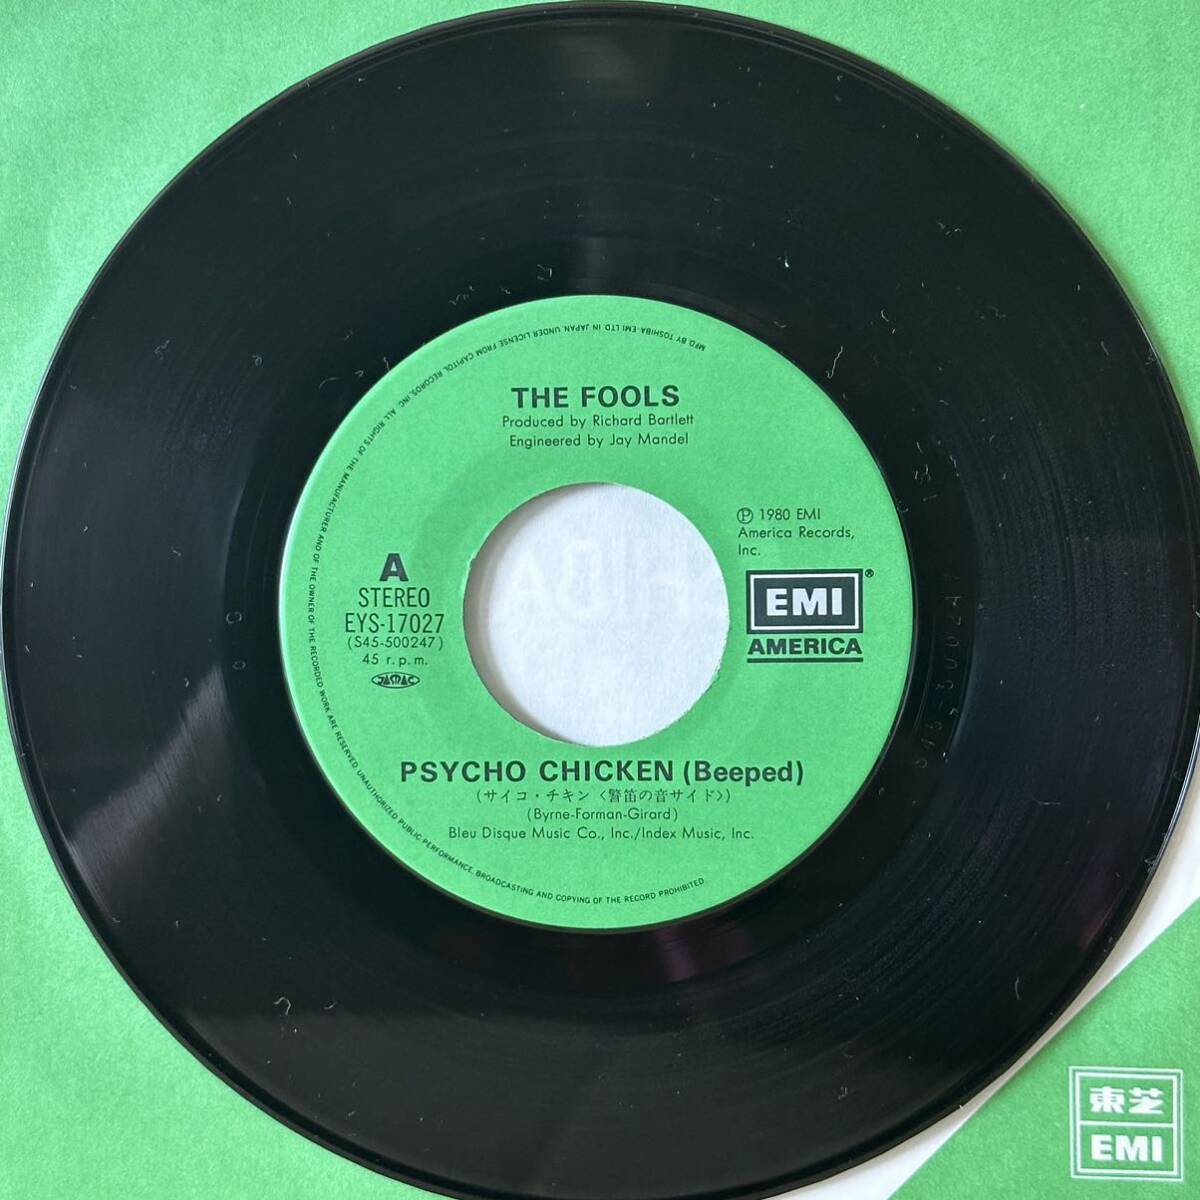 MFD. BY TOSHIBA-EMI LTD. IN JAPAN, UNDER LICENSE FROM CAPITOL RECORDS, INC. ALL RIGHTS OF THE MANUFACTURER AND OF THE OWNER OF THE RECORDED WORK ARE RESERVED. UNAUTHORIZED PUBLIC PERFORMANCE, BROADCASTING AND COPYING OF THE RECORD PROHIBITED.
THE FOOLS
Produced by Richard Bartlett
Engineered by Jay Mandel
℗ 1980 EMI
America Records,
Inc.
EMI®
AMERICA
A
STEREO
EYS-17027
(S45-500247)
45 r.p.m.
JASRAC
PSYCHO CHICKEN (Beeped)
(サイコ・チキン〈警笛の音サイド〉)
(Byrne-Forman-Girard)
Bleu Disque Music Co., Inc./Index Music, Inc.
東芝
EMI